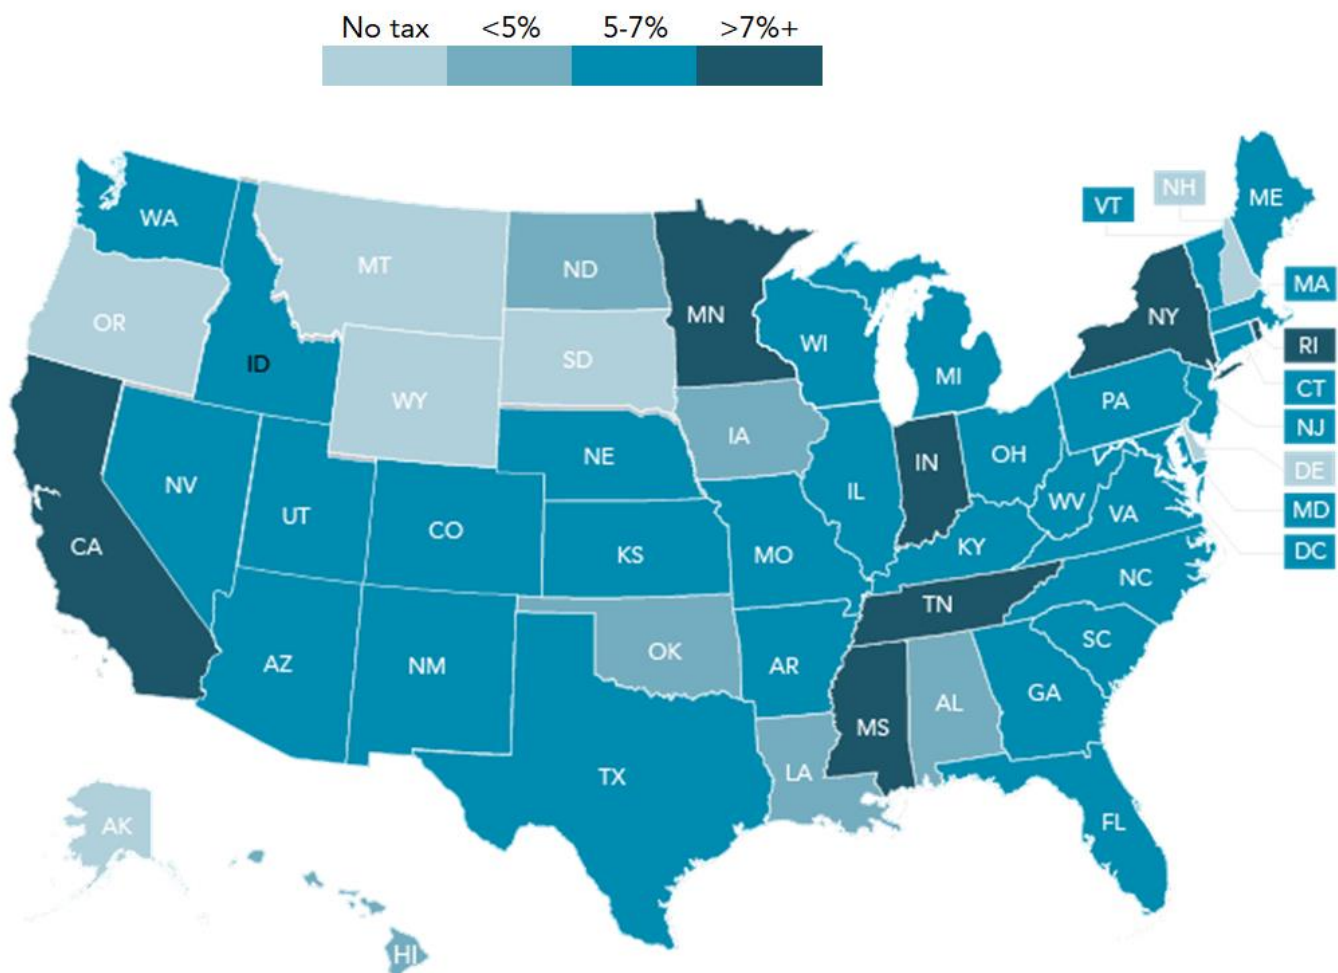 No tax <5% 5-7% >7%+
WA
MT
ND
MN
VT
NH
ME
OR
ID
WY
SD
WI
MI
NY
MA
RI
CT
NJ
DE
MD
DC
PA
IA
NE
NV
UT
CO
CA
KS
MO
IL
IN
OH
WV
VA
KY
NC
TN
SC
AZ
NM
OK
AR
MS
AL
GA
TX
LA
FL
AK
HI